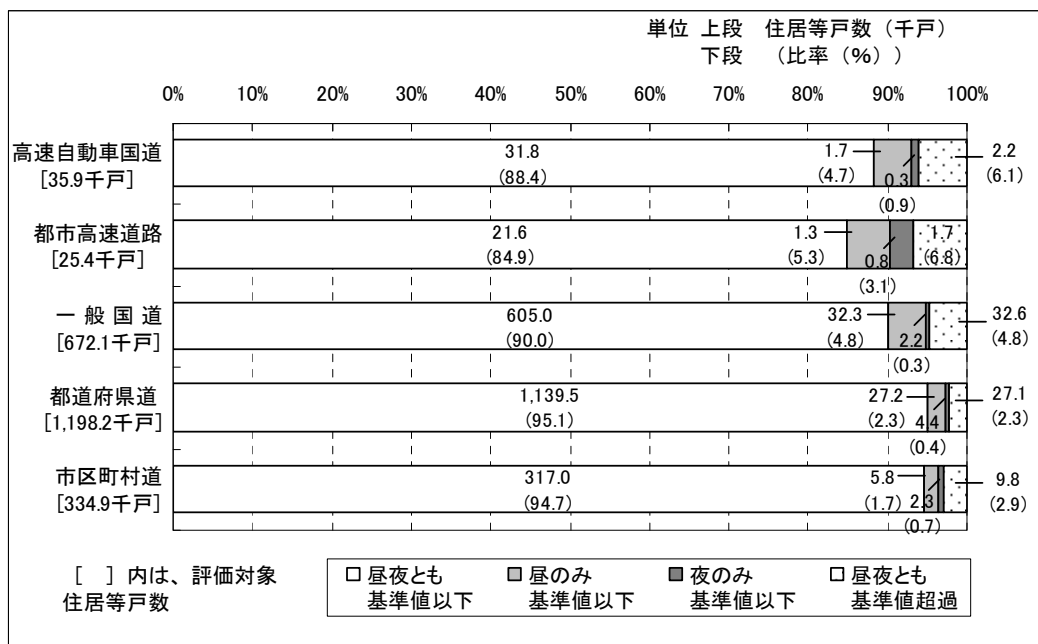 単位 上段 住居等戸数（千戸）
下段 （比率（％））
0% 10% 20% 30% 40% 50% 60% 70% 80% 90% 100%
高速自動車国道
[35.9千戸]
31.8
(88.4)
1.7
(4.7)
0.3
(0.9)
2.2
(6.1)
都市高速道路
[25.4千戸]
21.6
(84.9)
1.3
(5.3)
0.8
(3.1)
1.7
(6.8)
一般国道
[672.1千戸]
605.0
(90.0)
32.3
(4.8)
2.2
(0.3)
32.6
(4.8)
都道府県道
[1,198.2千戸]
1,139.5
(95.1)
27.2
(2.3)
4.4
(0.4)
27.1
(2.3)
市区町村道
[334.9千戸]
317.0
(94.7)
5.8
(1.7)
2.3
(0.7)
9.8
(2.9)
[ ]内は、評価対象
住居等戸数
昼夜とも
基準値以下
昼のみ
基準値以下
夜のみ
基準値以下
昼夜とも
基準値超過